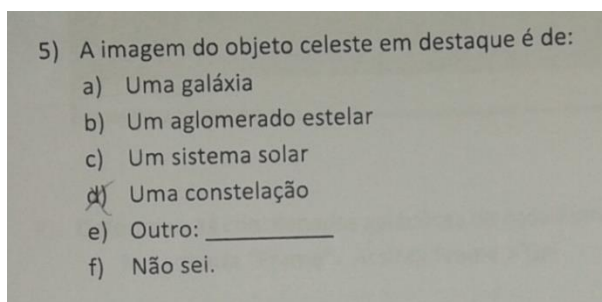 5) A imagem do objeto celeste em destaque é de:
a) Uma galáxia
b) Um aglomerado estelar
c) Um sistema solar
d) Uma constelação
e) Outro: ____________
f) Não sei.